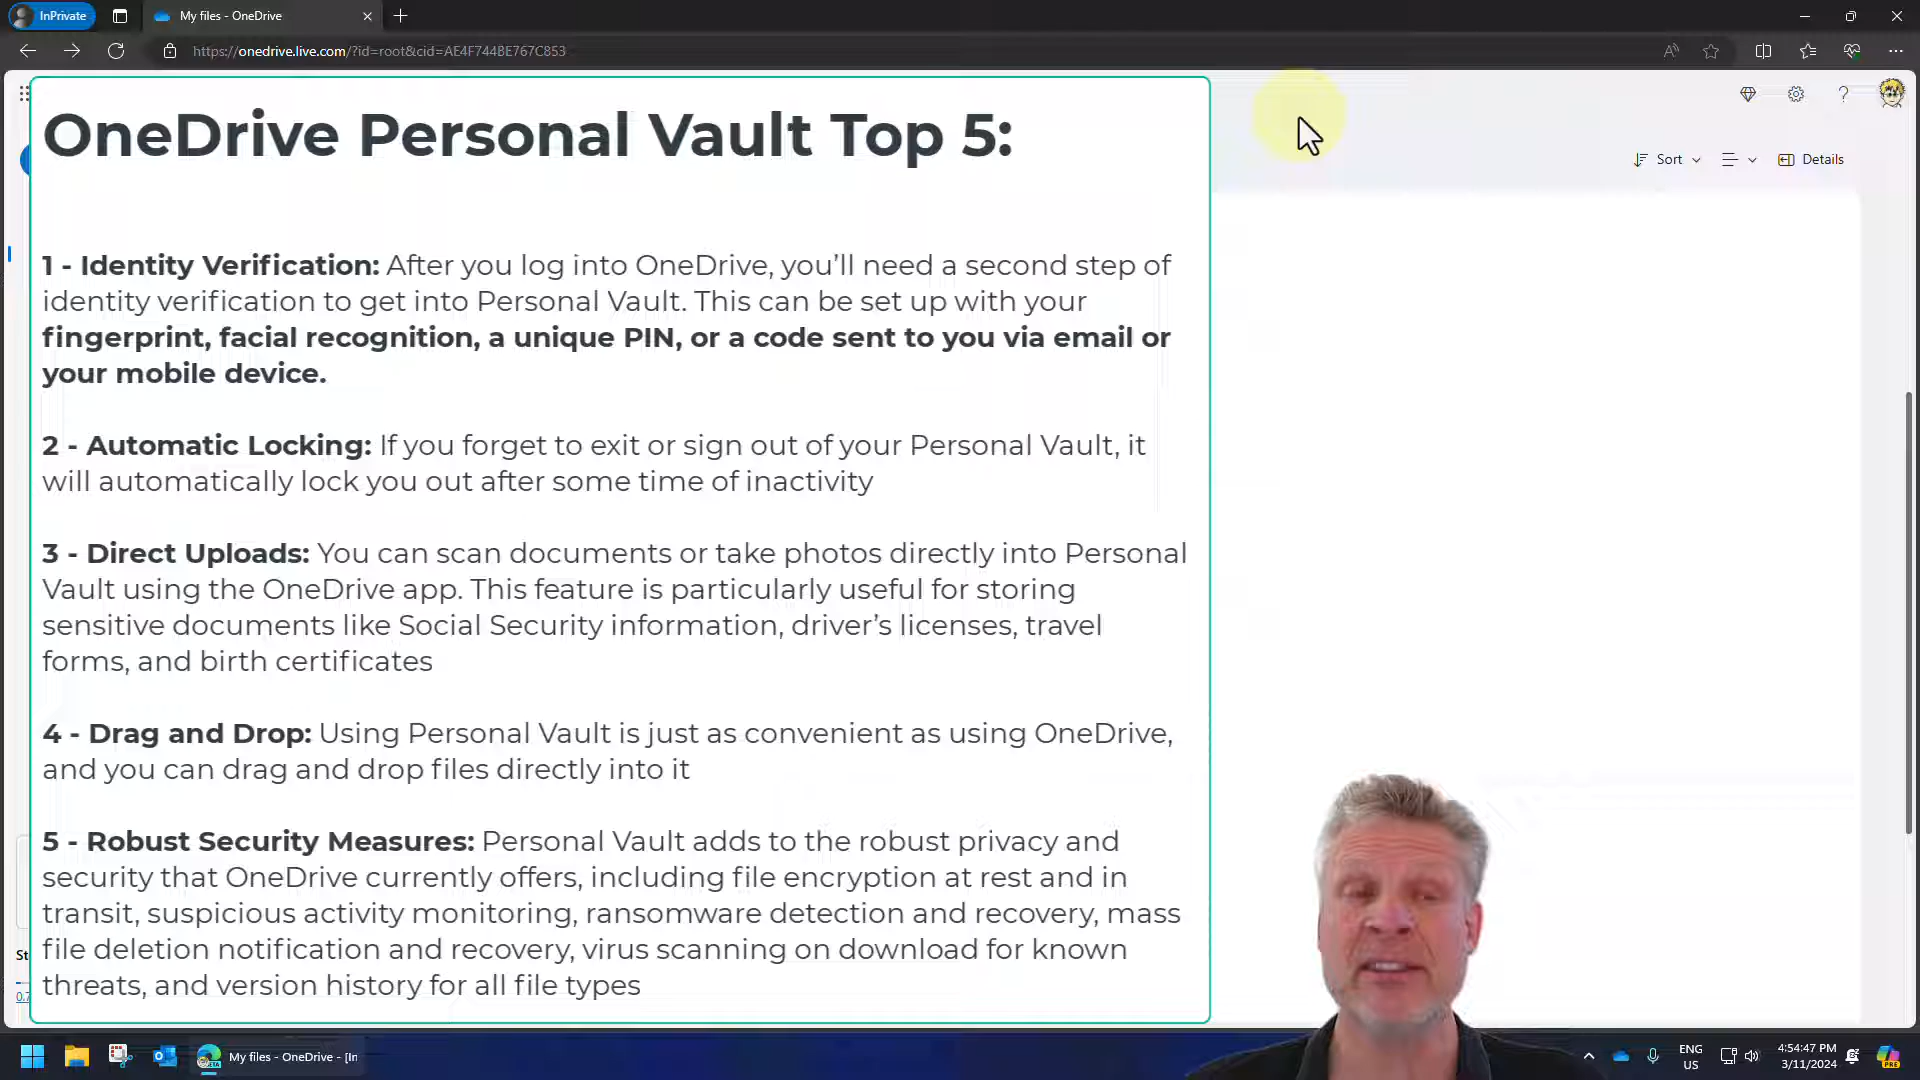 InPrivate
My files - OneDrive
https://onedrive.live.com/?id=root&cid=AE4F744BE767C853
OneDrive Personal Vault Top 5:
Sort
Details
1 - Identity Verification: After you log into OneDrive, you’ll need a second step of
identity verification to get into Personal Vault. This can be set up with your
fingerprint, facial recognition, a unique PIN, or a code sent to you via email or
your mobile device.
2 - Automatic Locking: If you forget to exit or sign out of your Personal Vault, it
will automatically lock you out after some time of inactivity
3 - Direct Uploads: You can scan documents or take photos directly into Personal
Vault using the OneDrive app. This feature is particularly useful for storing
sensitive documents like Social Security information, driver’s licenses, travel
forms, and birth certificates
4 - Drag and Drop: Using Personal Vault is just as convenient as using OneDrive,
and you can drag and drop files directly into it
5 - Robust Security Measures: Personal Vault adds to the robust privacy and
security that OneDrive currently offers, including file encryption at rest and in
transit, suspicious activity monitoring, ransomware detection and recovery, mass
file deletion notification and recovery, virus scanning on download for known
threats, and version history for all file types
St
0.7
My files - OneDrive - [In
ENG
US
4:54:47 PM
3/11/2024
PRE